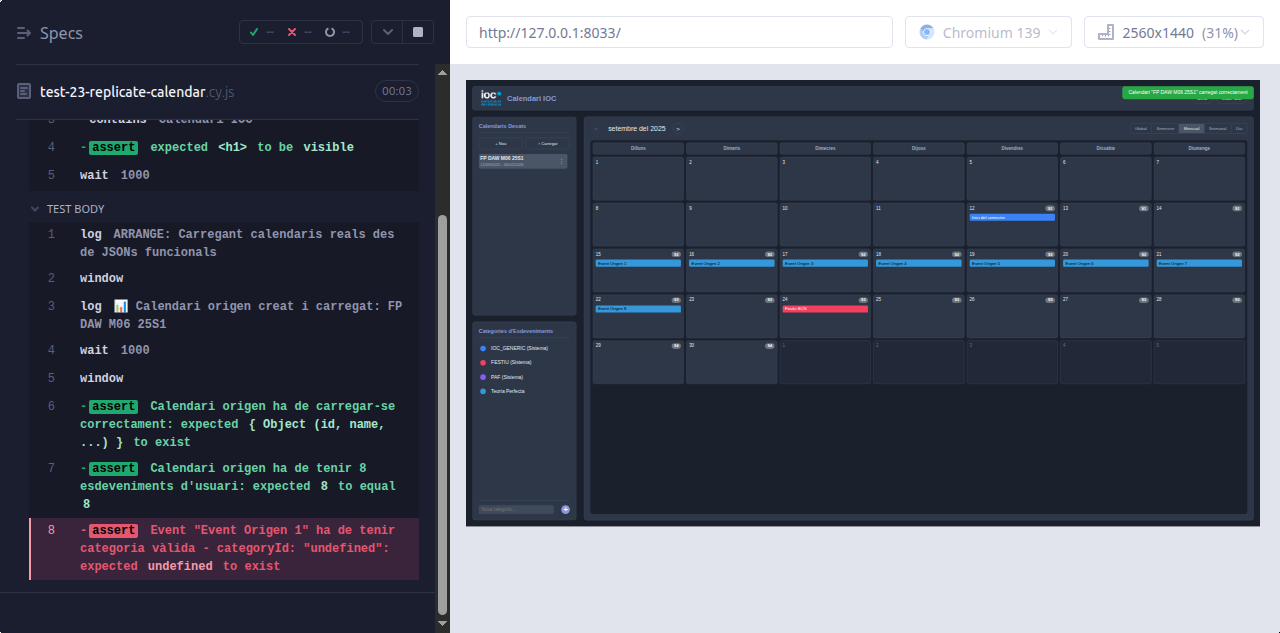 Specs
-- -- --
test-23-replicate-calendar.cy.js
00:03
4 -assert expected <h1> to be visible
5 wait 1000
TEST BODY
1 log ARRANGE: Carregant calendaris reals des
de JSONs funcionals
2 window
3 log 📊 Calendari origen creat i carregat: FP
DAW M06 25S1
4 wait 1000
5 window
6 -assert Calendari origen ha de carregar-se
correctament: expected { Object (id, name,
...) } to exist
7 -assert Calendari origen ha de tenir 8
esdeveniments d'usuari: expected 8 to equal
8
8 -assert Event "Event Origen 1" ha de tenir
categoria vàlida - categoryId: "undefined":
expected undefined to exist
http://127.0.0.1:8033/
Chromium 139
2560x1440 (31%)
ioc
Calendari IOC
Calendari "FP DAW M06 25S1" carregat correctament
Calendaris Desats
+ Nou
Carregar
FP DAW M06 25S1
< setembre del 2025 >
Global Semestre Mensual Setmanal Dia
Dilluns Dimarts Dimecres Dijous Divendres Dissabte Diumenge
1 2 3 4 5 6 7
8 9 10 11 12 13 14
Inici del semestre
15 16 17 18 19 20 21
Event Origen 1 Event Origen 2 Event Origen 3 Event Origen 4 Event Origen 5 Event Origen 6 Event Origen 7
22 23 24 25 26 27 28
Event Origen 8
29 30 1 2 3 4 5
Categories d'Esdeveniments
IOC_GENERIC (Sistema)
FESTIU (Sistema)
PAF (Sistema)
Teoria Perfecta
Nova categoria...
+